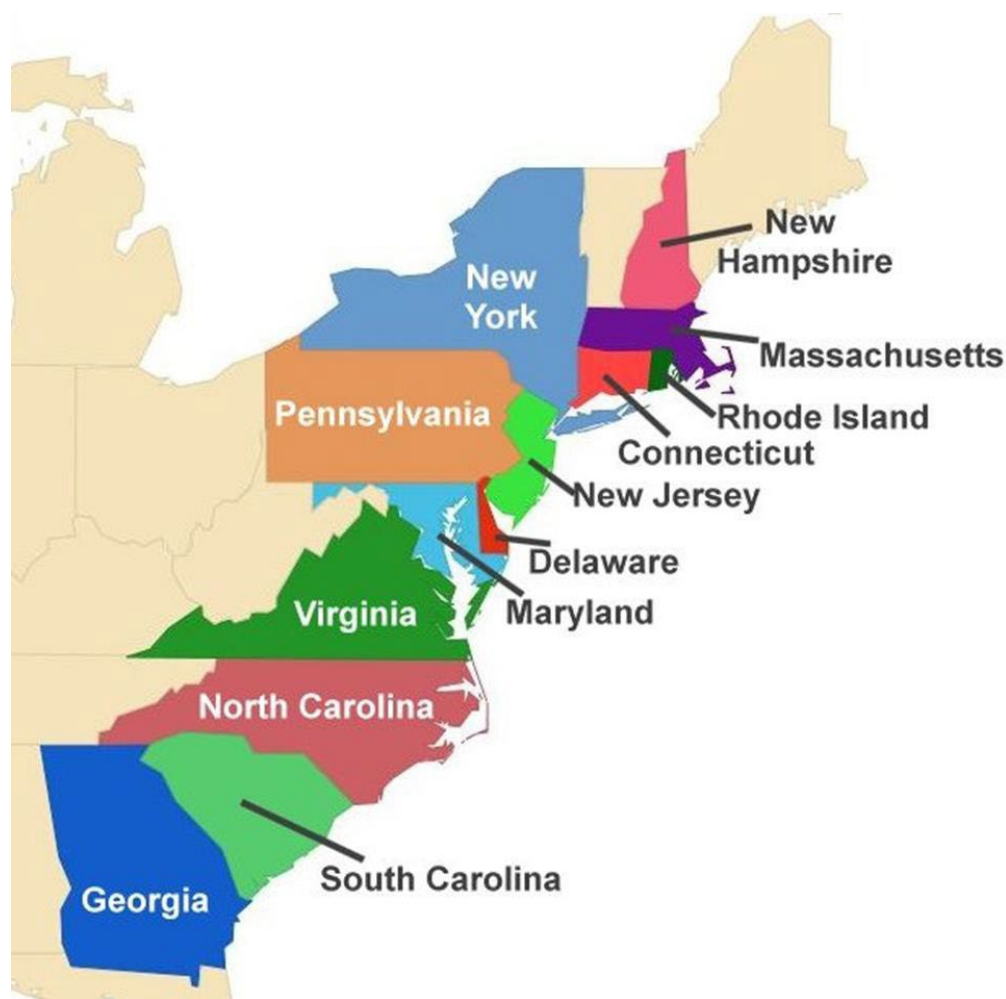 New
Hampshire
New
York
Massachusetts
Pennsylvania
Rhode Island
Connecticut
New Jersey
Delaware
Virginia
Maryland
North Carolina
South Carolina
Georgia